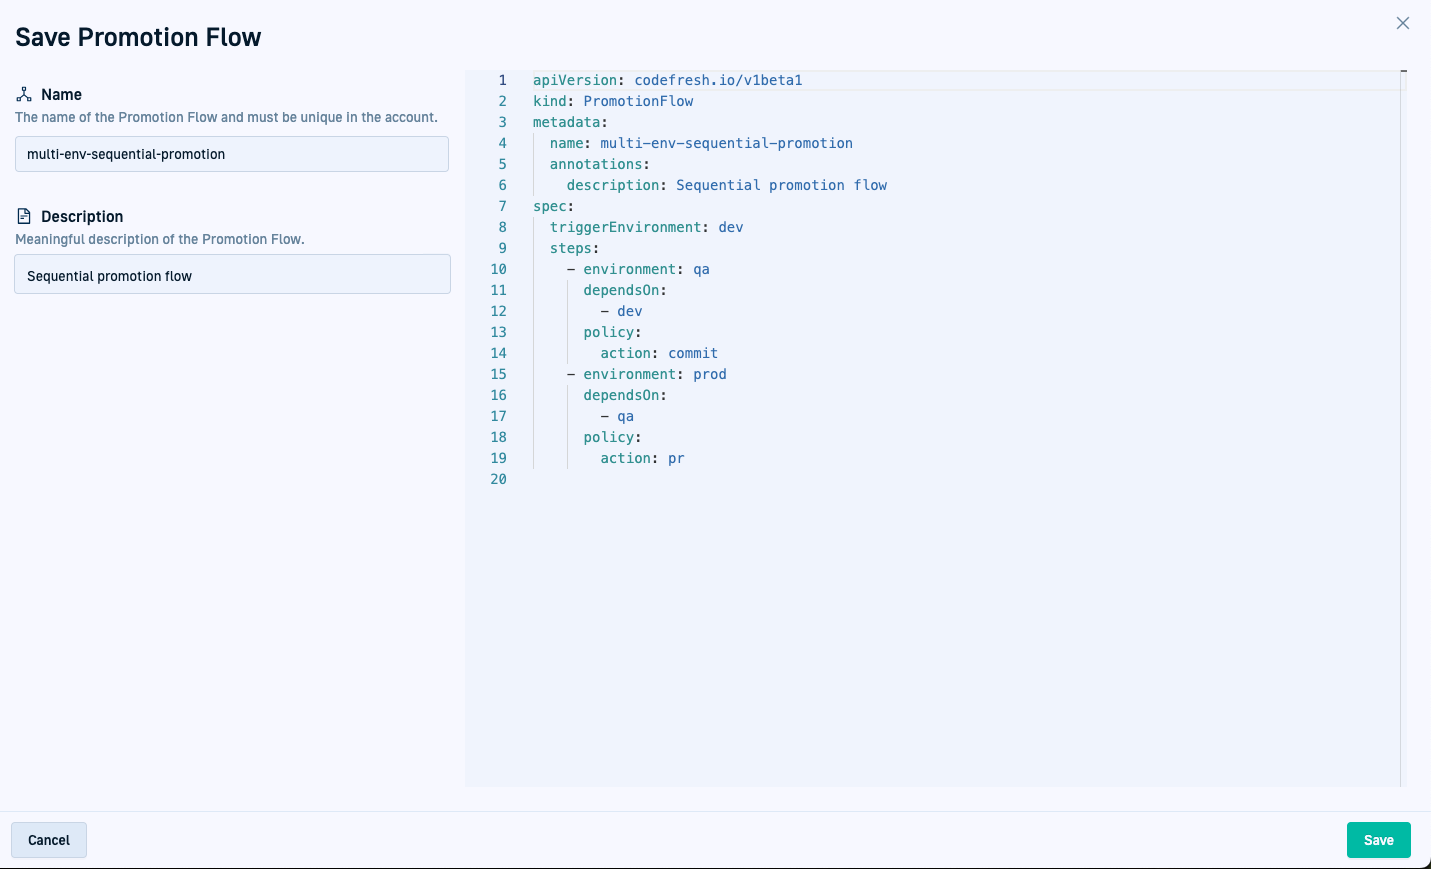 Save Promotion Flow
Name
The name of the Promotion Flow and must be unique in the account.
multi-env-sequential-promotion
Description
Meaningful description of the Promotion Flow.
Sequential promotion flow
1 apiVersion: codefresh.io/v1beta1
2 kind: PromotionFlow
3 metadata:
4   name: multi-env-sequential-promotion
5   annotations:
6     description: Sequential promotion flow
7 spec:
8   triggerEnvironment: dev
9   steps:
10     - environment: qa
11       dependsOn:
12         - dev
13       policy:
14         action: commit
15     - environment: prod
16       dependsOn:
17         - qa
18       policy:
19         action: pr
20
Cancel
Save